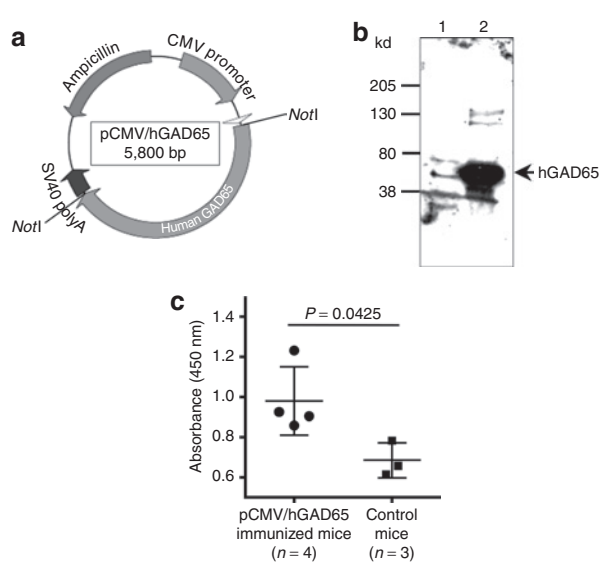 a
Ampicillin
CMV promoter
NotI
pCMV/hGAD65
5,800 bp
SV40 polyA
NotI
Human GAD65
b
kd
1 2
205
130
80
38
hGAD65
c
P = 0.0425
Absorbance (450 nm)
1.4
1.2
1.0
0.8
0.6
pCMV/hGAD65
immunized mice
(n = 4)
Control
mice
(n = 3)